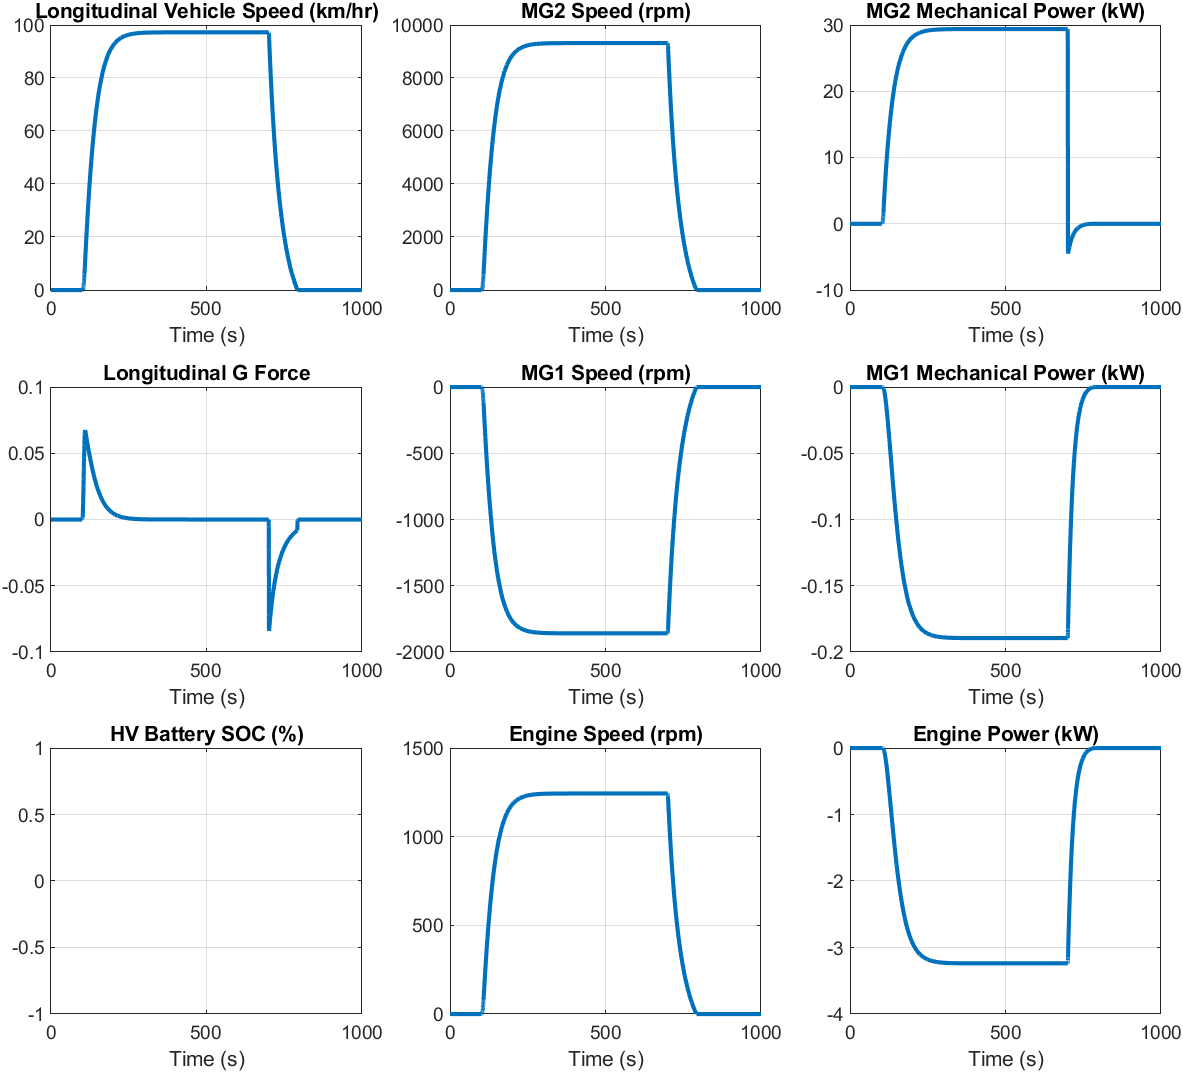 Longitudinal Vehicle Speed (km/hr)
100
80
60
40
20
0
0 500 1000
Time (s)
MG2 Speed (rpm)
10000
8000
6000
4000
2000
0
0 500 1000
Time (s)
MG2 Mechanical Power (kW)
30
20
10
0
-10
0 500 1000
Time (s)
Longitudinal G Force
0.1
0.05
0
-0.05
-0.1
0 500 1000
Time (s)
MG1 Speed (rpm)
0
-500
-1000
-1500
-2000
0 500 1000
Time (s)
MG1 Mechanical Power (kW)
0
-0.05
-0.1
-0.15
-0.2
0 500 1000
Time (s)
HV Battery SOC (%)
1
0.5
0
-0.5
-1
0 500 1000
Time (s)
Engine Speed (rpm)
1500
1000
500
0
0 500 1000
Time (s)
Engine Power (kW)
0
-1
-2
-3
-4
0 500 1000
Time (s)